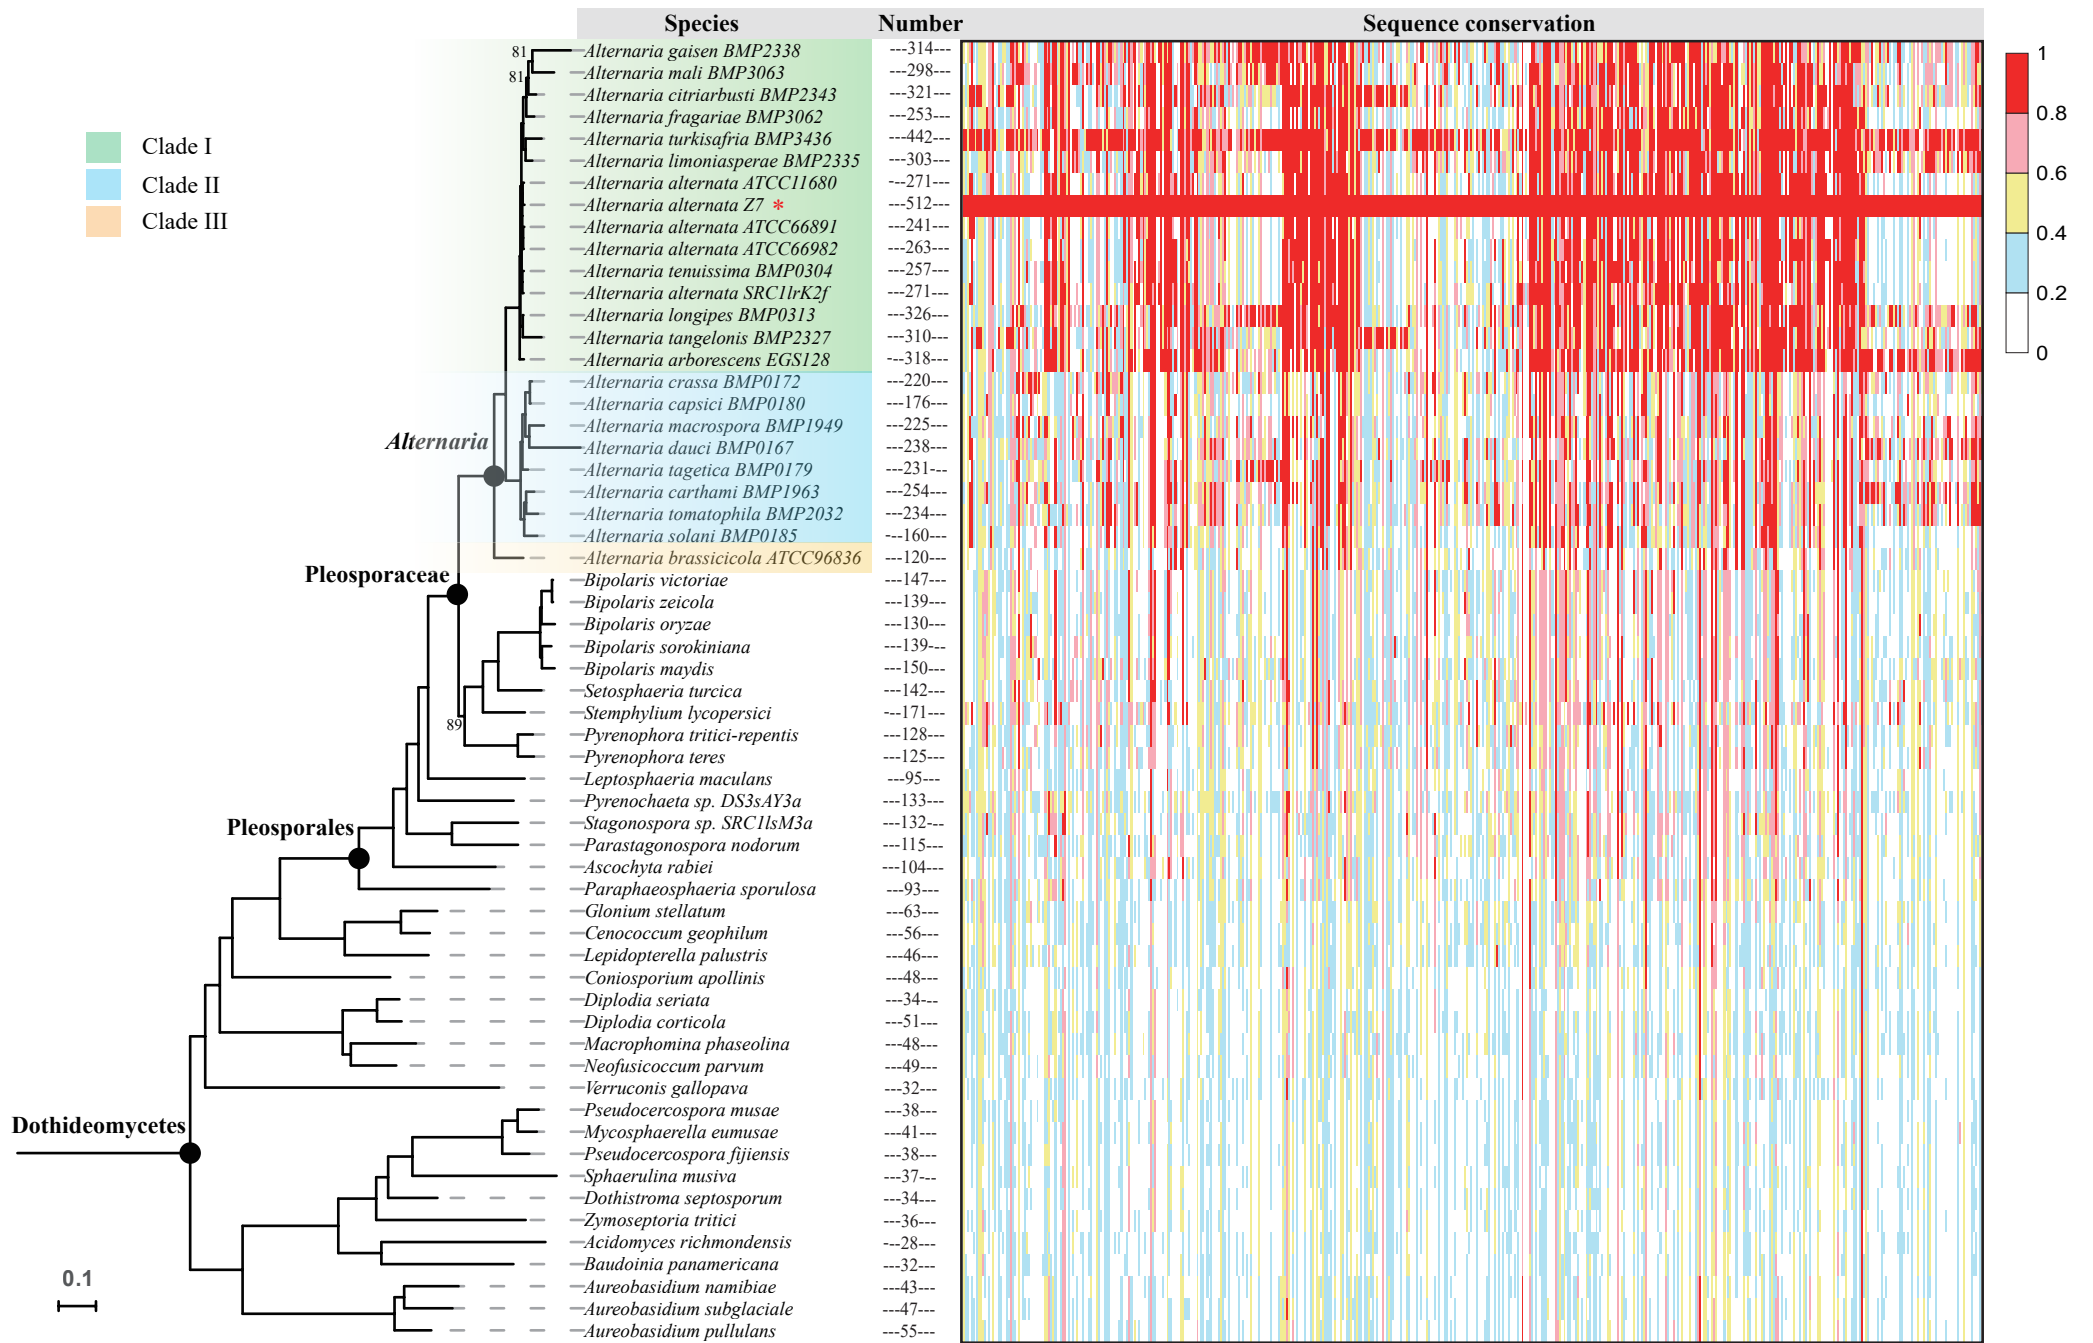 Species Number Sequence conservation
Clade I
Clade II
Clade III
81
81
Alternaria gaisen BMP2338 ---314---
Alternaria mali BMP3063 ---298---
Alternaria citriarbusti BMP2343 ---321---
Alternaria fragariae BMP3062 ---253---
Alternaria turkisafria BMP3436 ---442---
Alternaria limoniasperae BMP2335 ---303---
Alternaria alternata ATCC11680 ---271---
Alternaria alternata Z7 * ---512---
Alternaria alternata ATCC66891 ---241---
Alternaria alternata ATCC66982 ---263---
Alternaria tenuissima BMP0304 ---257---
Alternaria alternata SRC1lrK2f ---271---
Alternaria longipes BMP0313 ---326---
Alternaria tangelonis BMP2327 ---310---
Alternaria arborescens EGS128 ---318---
Alternaria crassa BMP0172 ---220---
Alternaria capsici BMP0180 ---176---
Alternaria macrospora BMP1949 ---225---
Alternaria dauci BMP0167 ---238---
Alternaria tagetica BMP0179 ---231---
Alternaria carthami BMP1963 ---254---
Alternaria tomatophila BMP2032 ---234---
Alternaria solani BMP0185 ---160---
Alternaria brassicicola ATCC96836 ---120---
Bipolaris victoriae ---147---
Bipolaris zeicola ---139---
Bipolaris oryzae ---130---
Bipolaris sorokiniana ---139---
Bipolaris maydis ---150---
Setosphaeria turcica ---142---
Stemphylium lycopersici ---171---
Pyrenophora tritici-repentis ---128---
Pyrenophora teres ---125---
Leptosphaeria maculans ---95---
Pyrenochaeta sp. DS3sAY3a ---133---
Stagonospora sp. SRC1lsM3a ---132---
Parastagonospora nodorum ---115---
Ascochyta rabiei ---104---
Paraphaeosphaeria sporulosa ---93---
Glonium stellatum ---63---
Cenococcum geophilum ---56---
Lepidopterella palustris ---46---
Coniosporium apollinis ---48---
Diplodia seriata ---34---
Diplodia corticola ---51---
Macrophomina phaseolina ---48---
Neofusicoccum parvum ---49---
Verruconis gallopava ---32---
Pseudocercospora musae ---38---
Mycosphaerella eumusae ---41---
Pseudocercospora fijiensis ---38---
Sphaerulina musiva ---37---
Dothistroma septosporum ---34---
Zymoseptoria tritici ---36---
Acidomyces richmondensis ---28---
Baudoinia panamericana ---32---
Aureobasidium namibiae ---43---
Aureobasidium subglaciale ---47---
Aureobasidium pullulans ---55---
Alternaria
Pleosporaceae
89
Pleosporales
Dothideomycetes
0.1
1
0.8
0.6
0.4
0.2
0